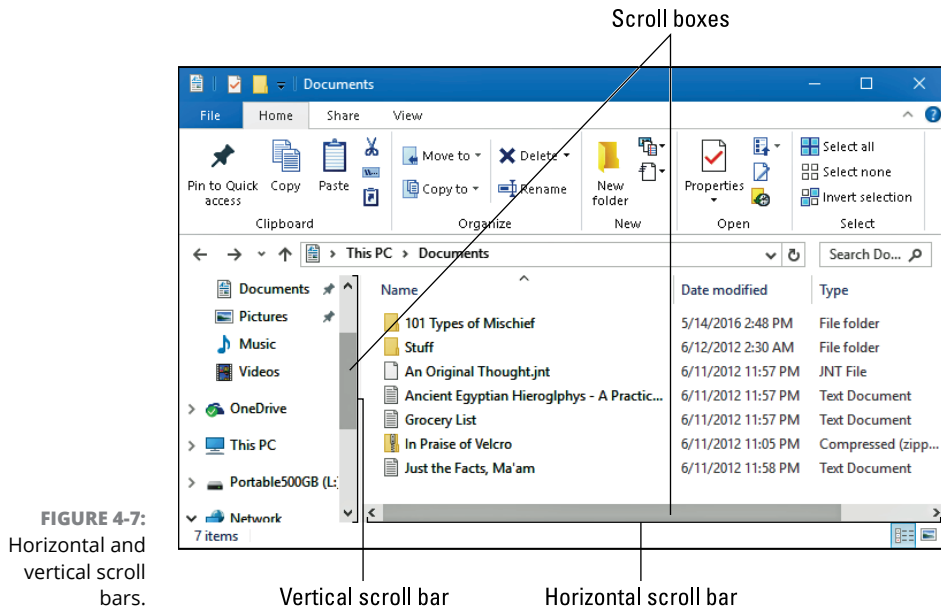 Scroll boxes
Documents
File Home Share View
Pin to Quick access
Copy
Paste
Clipboard
Move to
Copy to
Delete
Rename
Organize
New folder
New
Properties
Open
Select all
Select none
Invert selection
Select
This PC > Documents
Search Do...
Documents
Pictures
Music
Videos
OneDrive
This PC
Portable500GB (L:
Network
Name Date modified Type
101 Types of Mischief 5/14/2016 2:48 PM File folder
Stuff 6/12/2012 2:30 AM File folder
An Original Thought.jnt 6/11/2012 11:57 PM JNT File
Ancient Egyptian Hieroglphys - A Practic... 6/11/2012 11:57 PM Text Document
Grocery List 6/11/2012 11:57 PM Text Document
In Praise of Velcro 6/11/2012 11:05 PM Compressed (zipp...
Just the Facts, Ma'am 6/11/2012 11:58 PM Text Document
7 items
Vertical scroll bar Horizontal scroll bar
FIGURE 4-7:
Horizontal and
vertical scroll
bars.